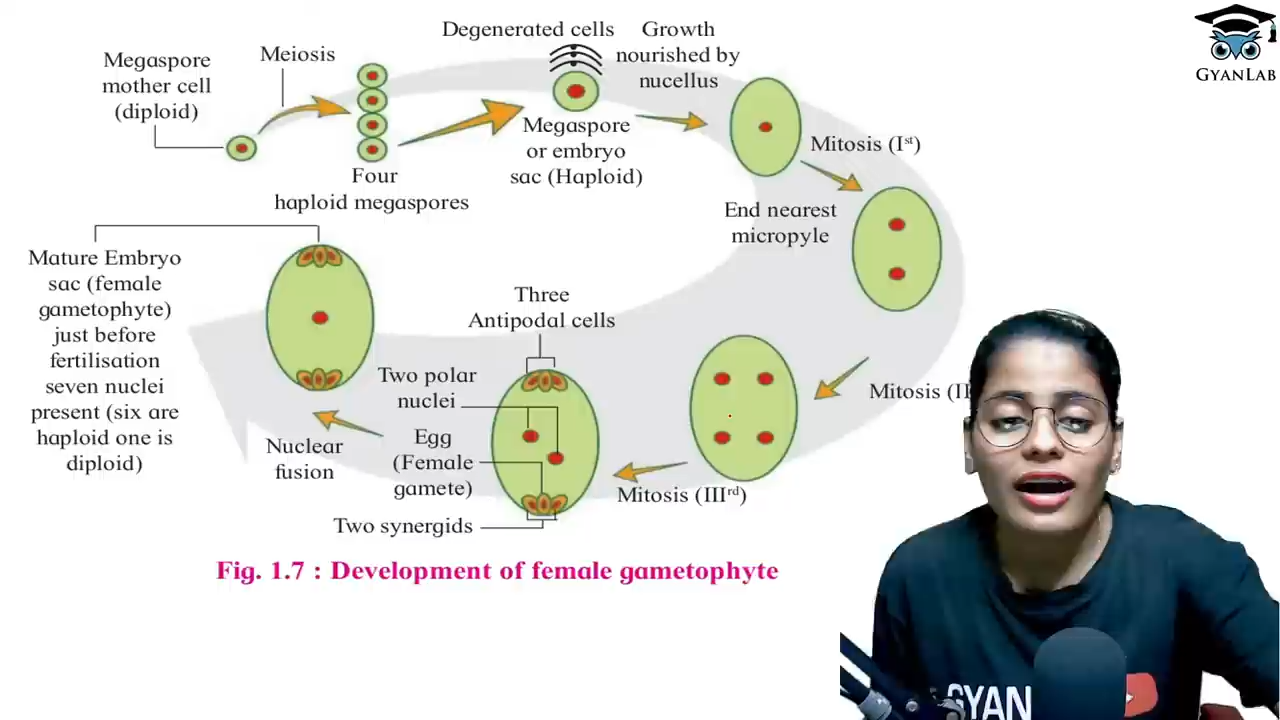 Degenerated cells
Growth
nourished by
nucellus
Megaspore
mother cell
(diploid)
Meiosis
Four
haploid megaspores
Megaspore
or embryo
sac (Haploid)
Mitosis (Iˢᵗ)
End nearest
micropyle
Mitosis (II
Mitosis (IIIʳᵈ)
Three
Antipodal cells
Two polar
nuclei
Egg
(Female
gamete)
Two synergids
Nuclear
fusion
Mature Embryo
sac (female
gametophyte)
just before
fertilisation
seven nuclei
present (six are
haploid one is
diploid)
Fig. 1.7 : Development of female gametophyte
GYANLAB
GYAN